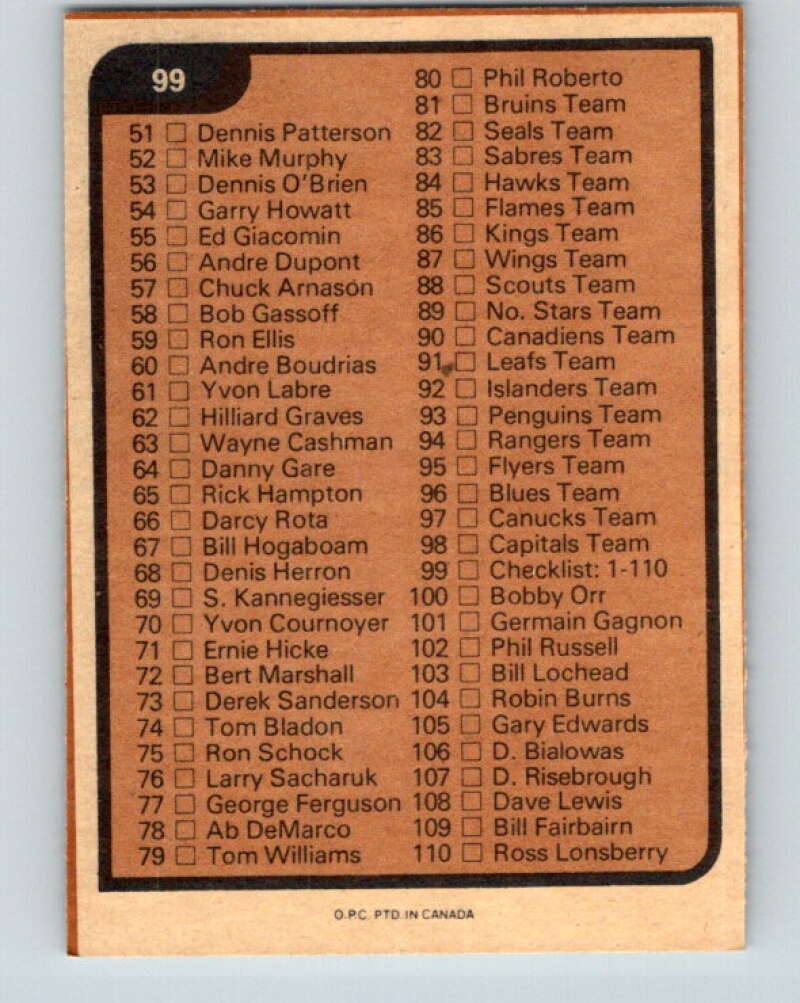 99
51 Dennis Patterson
52 Mike Murphy
53 Dennis O'Brien
54 Garry Howatt
55 Ed Giacomin
56 Andre Dupont
57 Chuck Arnason
58 Bob Gassoff
59 Ron Ellis
60 Andre Boudrias
61 Yvon Labre
62 Hilliard Graves
63 Wayne Cashman
64 Danny Gare
65 Rick Hampton
66 Darcy Rota
67 Bill Hogaboam
68 Denis Herron
69 S. Kannegiesser
70 Yvon Cournoyer
71 Ernie Hicke
72 Bert Marshall
73 Derek Sanderson
74 Tom Bladon
75 Ron Schock
76 Larry Sacharuk
77 George Ferguson
78 Ab DeMarco
79 Tom Williams
80 Phil Roberto
81 Bruins Team
82 Seals Team
83 Sabres Team
84 Hawks Team
85 Flames Team
86 Kings Team
87 Wings Team
88 Scouts Team
89 No. Stars Team
90 Canadiens Team
91 Leafs Team
92 Islanders Team
93 Penguins Team
94 Rangers Team
95 Flyers Team
96 Blues Team
97 Canucks Team
98 Capitals Team
99 Checklist: 1-110
100 Bobby Orr
101 Germain Gagnon
102 Phil Russell
103 Bill Lochead
104 Robin Burns
105 Gary Edwards
106 D. Bialowas
107 D. Risebrough
108 Dave Lewis
109 Bill Fairbairn
110 Ross Lonsberry
O.P.C. PTD. IN CANADA